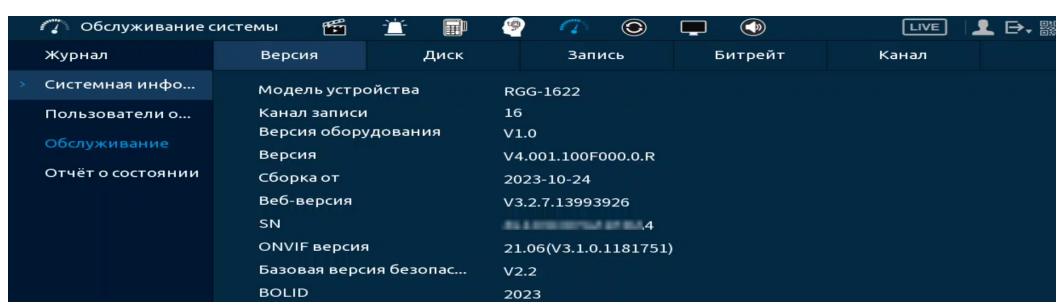 Обслуживание системы LIVE
Журнал Версия Диск Запись Битрейт Канал
> Системная инфо...
Пользователи о...
Обслуживание
Отчёт о состоянии
Модель устройства RGG-1622
Канал записи 16
Версия оборудования V1.0
Версия V4.001.100F000.0.R
Сборка от 2023-10-24
Веб-версия V3.2.7.13993926
SN 4
ONVIF версия 21.06(V3.1.0.1181751)
Базовая версия безопас... V2.2
BOLID 2023